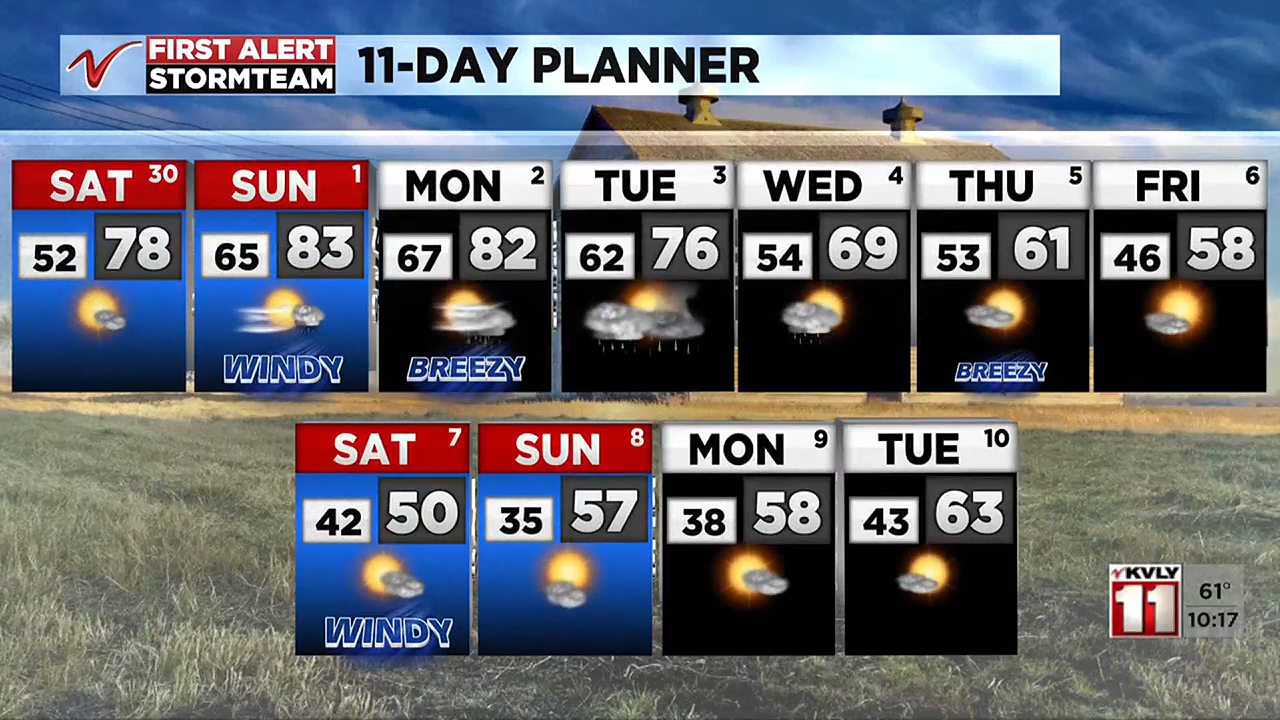 FIRST ALERT
STORMTEAM
11-DAY PLANNER
SAT 30
52 78
SUN 1
65 83
WINDY
MON 2
67 82
BREEZY
TUE 3
62 76
WED 4
54 69
THU 5
53 61
BREEZY
FRI 6
46 58
SAT 7
42 50
WINDY
SUN 8
35 57
MON 9
38 58
TUE 10
43 63
KVLY
11
61°
10:17